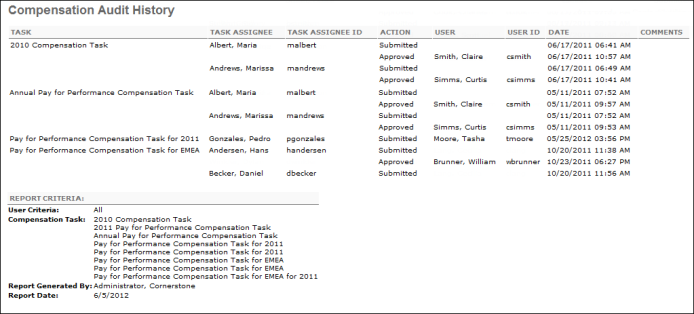 Compensation Audit History
TASK TASK ASSIGNEE TASK ASSIGNEE ID ACTION USER USER ID DATE COMMENTS
2010 Compensation Task Albert, Maria malbert Submitted 06/17/2011 06:41 AM
Approved Smith, Claire csmith 06/17/2011 10:57 AM
Andrews, Marissa mandrews Submitted 06/17/2011 06:49 AM
Approved Simms, Curtis csimms 06/17/2011 10:41 AM
Annual Pay for Performance Compensation Task Albert, Maria malbert Submitted 05/11/2011 07:52 AM
Approved Smith, Claire csmith 05/11/2011 09:57 AM
Andrews, Marissa mandrews Submitted 05/11/2011 07:52 AM
Approved Simms, Curtis csimms 05/11/2011 09:53 AM
Pay for Performance Compensation Task for 2011 Gonzales, Pedro pgonzales Submitted Moore, Tasha tmoore 05/25/2012 03:56 PM
Pay for Performance Compensation Task for EMEA Andersen, Hans handersen Submitted 10/20/2011 11:38 AM
Approved Brunner, William wbrunner 10/23/2011 06:27 PM
Becker, Daniel dbecker Submitted 10/20/2011 11:56 AM
REPORT CRITERIA:
User Criteria: All
Compensation Task: 2010 Compensation Task
2011 Pay for Performance Compensation Task
Annual Pay for Performance Compensation Task
Pay for Performance Compensation Task for 2011
Pay for Performance Compensation Task for 2011
Pay for Performance Compensation Task for EMEA
Pay for Performance Compensation Task for EMEA
Pay for Performance Compensation Task for EMEA for 2011
Report Generated By: Administrator, Cornerstone
Report Date: 6/5/2012